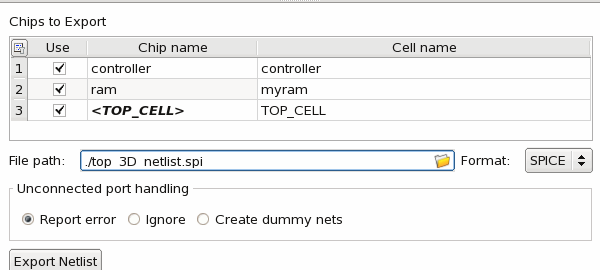 Chips to Export
Use Chip name Cell name
1 controller controller
2 ram myram
3 <TOP_CELL> TOP_CELL
File path: ./top_3D_netlist.spi Format: SPICE
Unconnected port handling
Report error Ignore Create dummy nets
Export Netlist